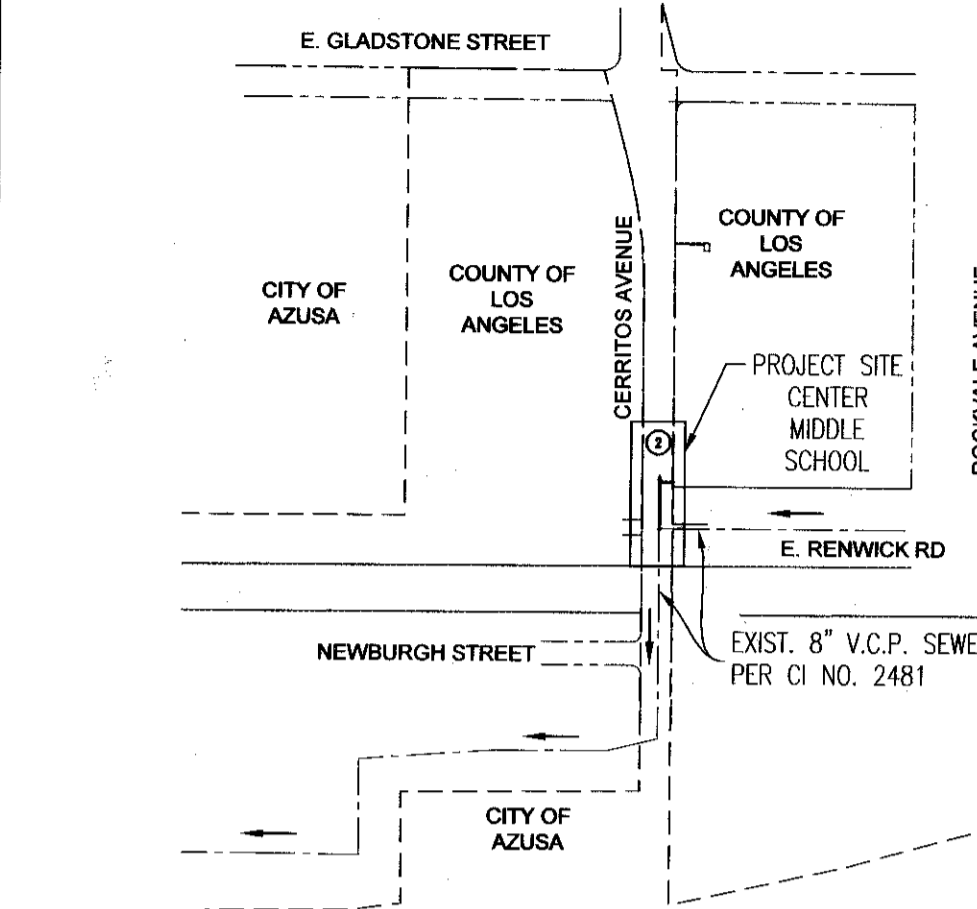 E. GLADSTONE STREET
CITY OF
AZUSA
COUNTY OF
LOS
ANGELES
CERRITOS AVENUE
COUNTY OF
LOS
ANGELES
PROJECT SITE
CENTER
MIDDLE
SCHOOL
2
E. RENWICK RD
NEWBURGH STREET
EXIST. 8" V.C.P. SEWE
PER CI NO. 2481
CITY OF
AZUSA